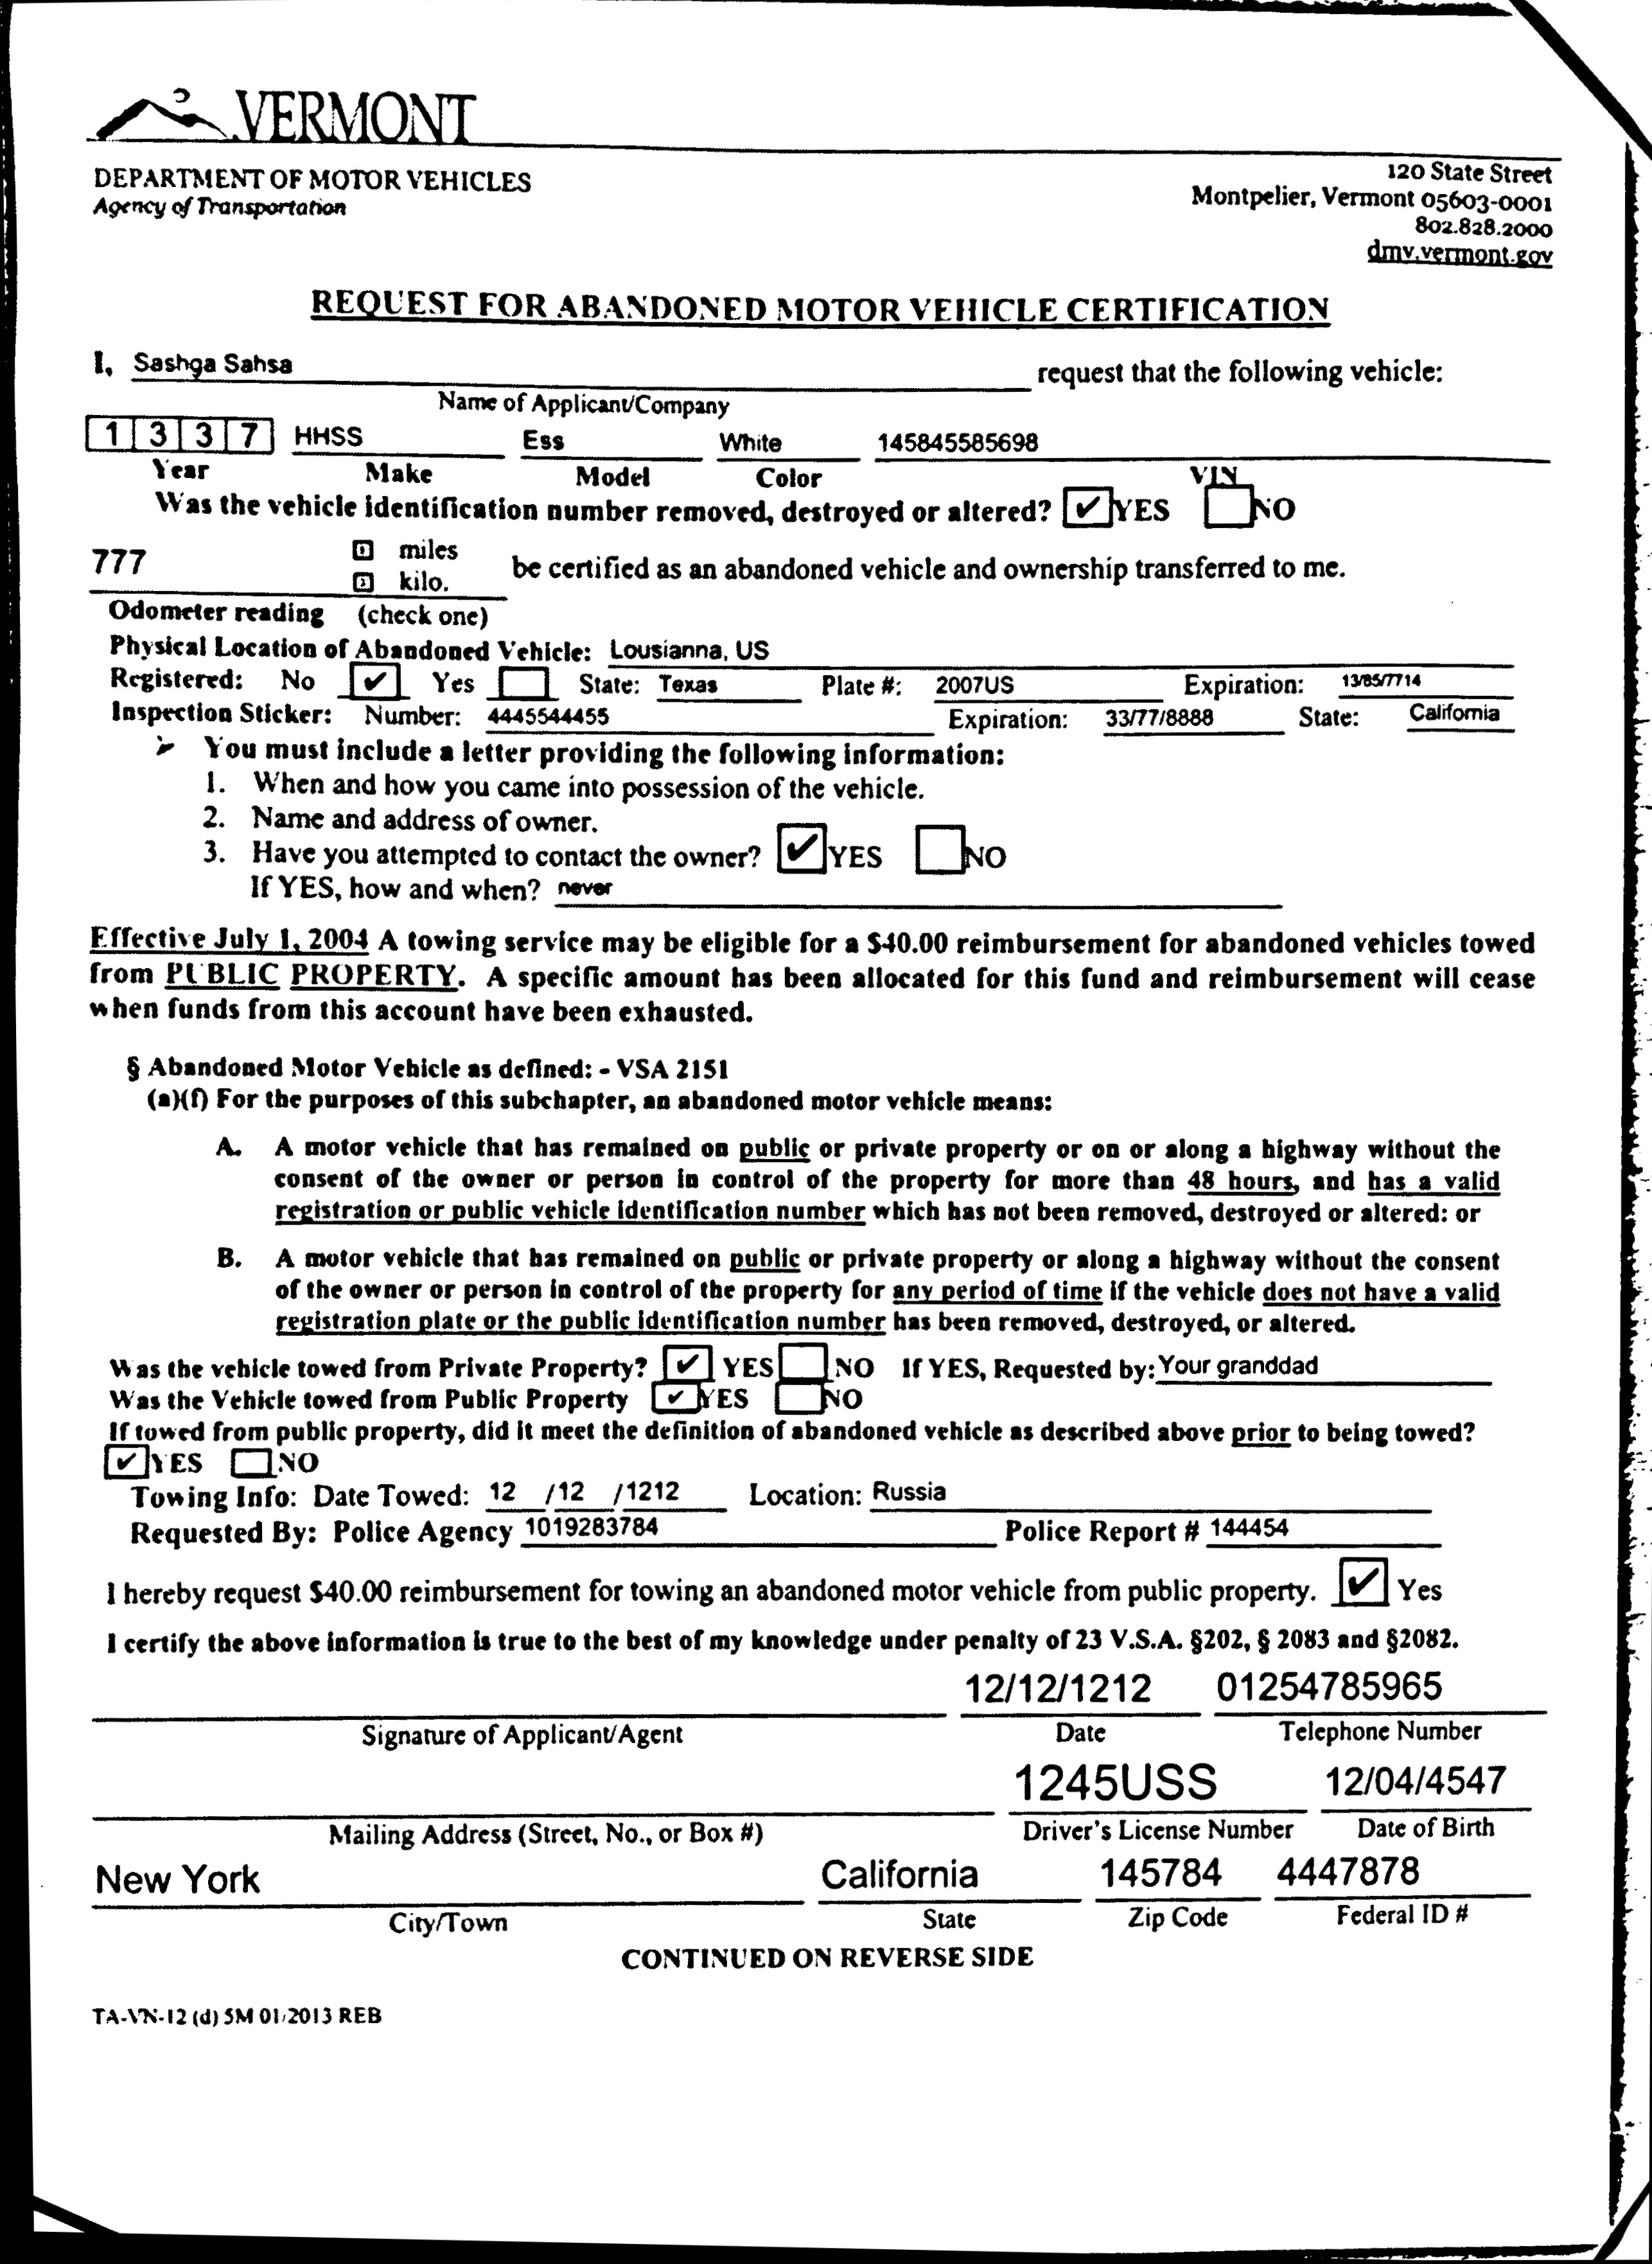 VERMONT
DEPARTMENT OF MOTOR VEHICLES
Agency of Transportation
120 State Street
Montpelier, Vermont 05603-0001
802.828.2000
dmv.vermont.gov
REQUEST FOR ABANDONED MOTOR VEHICLE CERTIFICATION
I, Sashga Sahsa request that the following vehicle:
Name of Applicant/Company
1 3 3 7 HHSS Ess White 145845585698
Year Make Model Color VIN
Was the vehicle identification number removed, destroyed or altered? ✔ YES NO
777 miles
kilo. be certified as an abandoned vehicle and ownership transferred to me.
Odometer reading (check one)
Physical Location of Abandoned Vehicle: Lousianna, US
Registered: No ✔ Yes State: Texas Plate #: 2007US Expiration: 13/85/7714
Inspection Sticker: Number: 4445544455 Expiration: 33/77/8888 State: California
➢ You must include a letter providing the following information:
1. When and how you came into possession of the vehicle.
2. Name and address of owner.
3. Have you attempted to contact the owner? ✔ YES NO
If YES, how and when? never
Effective July 1, 2004 A towing service may be eligible for a $40.00 reimbursement for abandoned vehicles towed
from PUBLIC PROPERTY. A specific amount has been allocated for this fund and reimbursement will cease
when funds from this account have been exhausted.
§ Abandoned Motor Vehicle as defined: - VSA 2151
(a)(f) For the purposes of this subchapter, an abandoned motor vehicle means:
A. A motor vehicle that has remained on public or private property or on or along a highway without the
consent of the owner or person in control of the property for more than 48 hours, and has a valid
registration or public vehicle identification number which has not been removed, destroyed or altered: or
B. A motor vehicle that has remained on public or private property or along a highway without the consent
of the owner or person in control of the property for any period of time if the vehicle does not have a valid
registration plate or the public identification number has been removed, destroyed, or altered.
Was the vehicle towed from Private Property? ✔ YES NO If YES, Requested by: Your granddad
Was the Vehicle towed from Public Property ✔ YES NO
If towed from public property, did it meet the definition of abandoned vehicle as described above prior to being towed?
✔ YES NO
Towing Info: Date Towed: 12 /12 /1212 Location: Russia
Requested By: Police Agency 1019283784 Police Report # 144454
I hereby request $40.00 reimbursement for towing an abandoned motor vehicle from public property. ✔ Yes
I certify the above information is true to the best of my knowledge under penalty of 23 V.S.A. §202, § 2083 and §2082.
12/12/1212 01254785965
Signature of Applicant/Agent Date Telephone Number
1245USS 12/04/4547
Mailing Address (Street, No., or Box #) Driver's License Number Date of Birth
New York California 145784 4447878
City/Town State Zip Code Federal ID #
CONTINUED ON REVERSE SIDE
TA-VN-12 (d) 5M 01/2013 REB